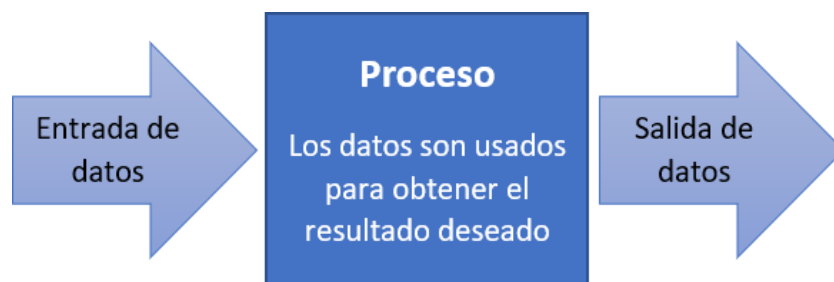 Entrada de
datos
Proceso
Los datos son usados
para obtener el
resultado deseado
Salida de
datos